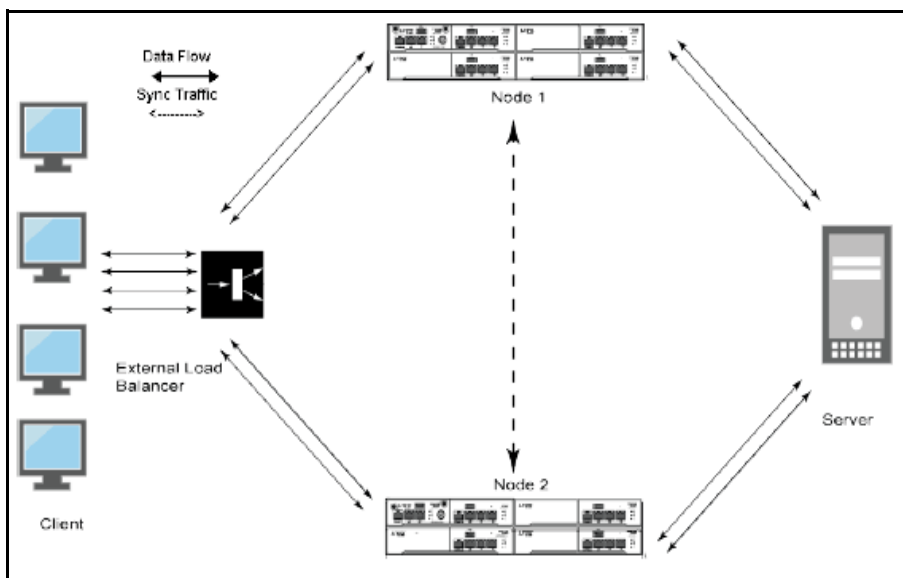 Data Flow
Sync Traffic
Node 1
External Load
Balancer
Server
Node 2
Client